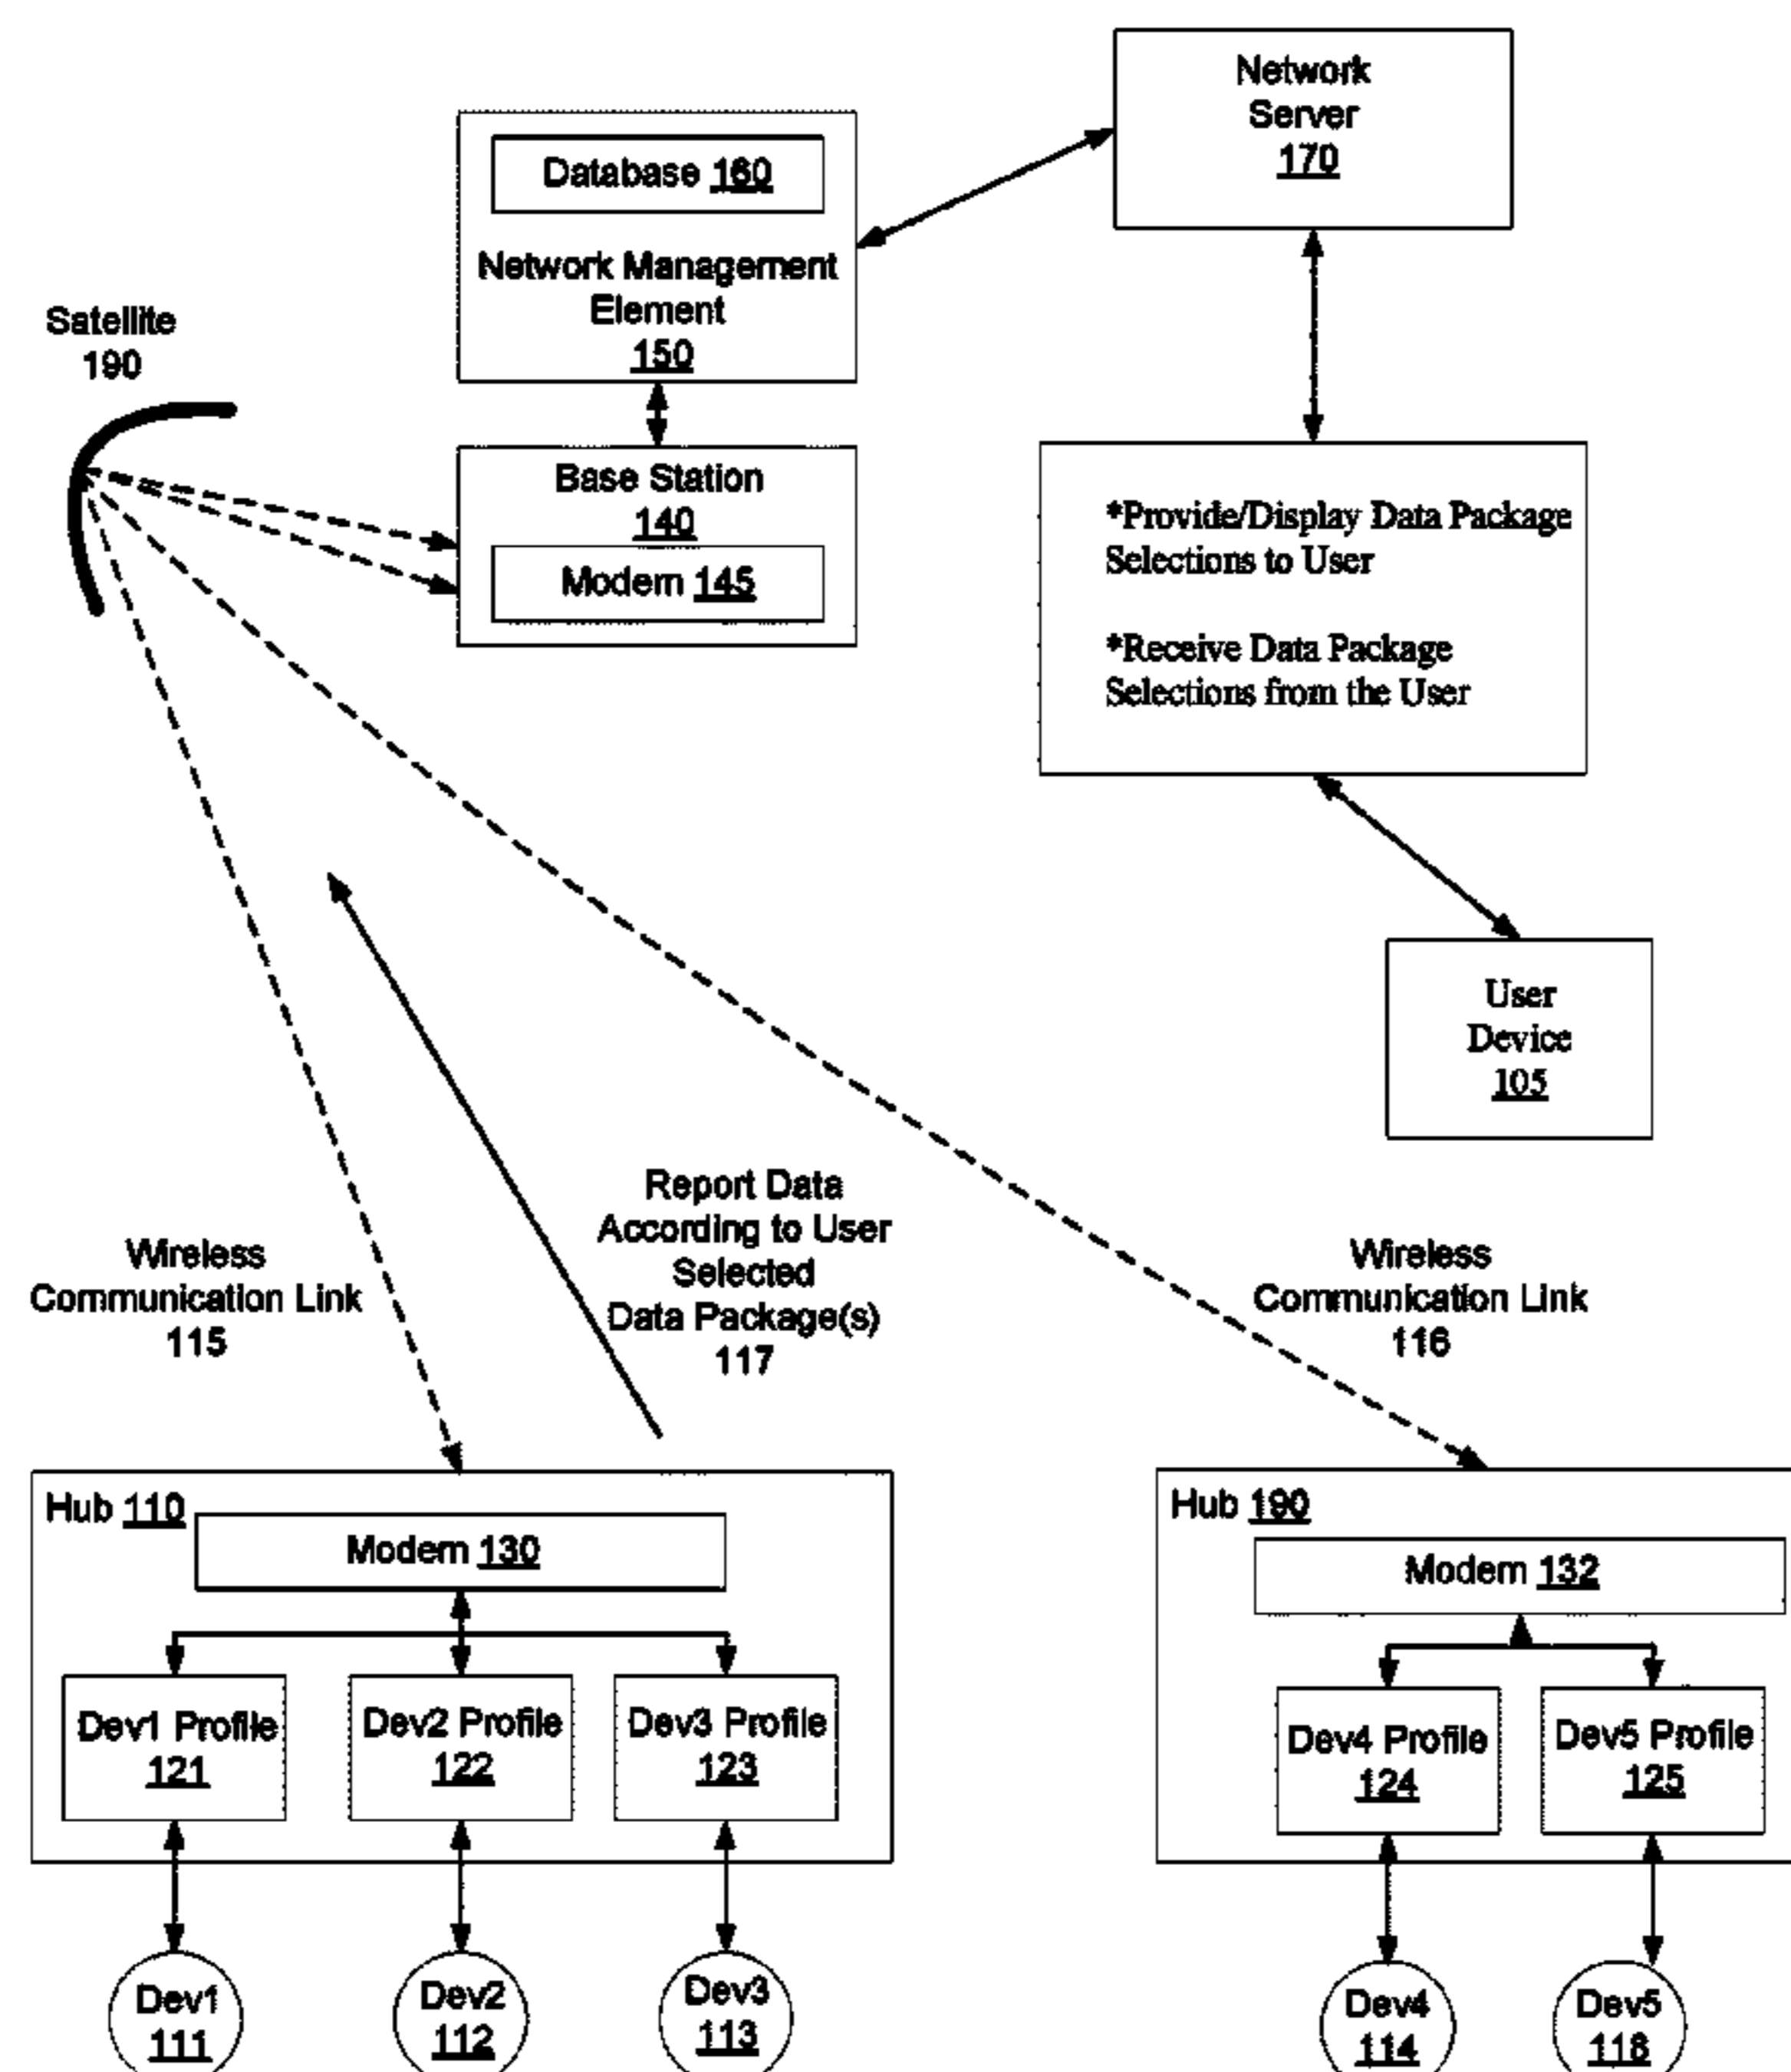 Network
Server
170
Database 160
Network Management
Element
150
Satellite
190
Base Station
140
Modem 145
*Provide/Display Data Package
Selections to User
*Receive Data Package
Selections from the User
User
Device
105
Report Data
According to User
Selected
Data Package(s)
117
Wireless
Communication Link
115
Wireless
Communication Link
116
Hub 110
Modem 130
Dev1 Profile
121
Dev2 Profile
122
Dev3 Profile
123
Hub 190
Modem 132
Dev4 Profile
124
Dev5 Profile
125
Dev1
111
Dev2
112
Dev3
113
Dev4
114
Dev5
118